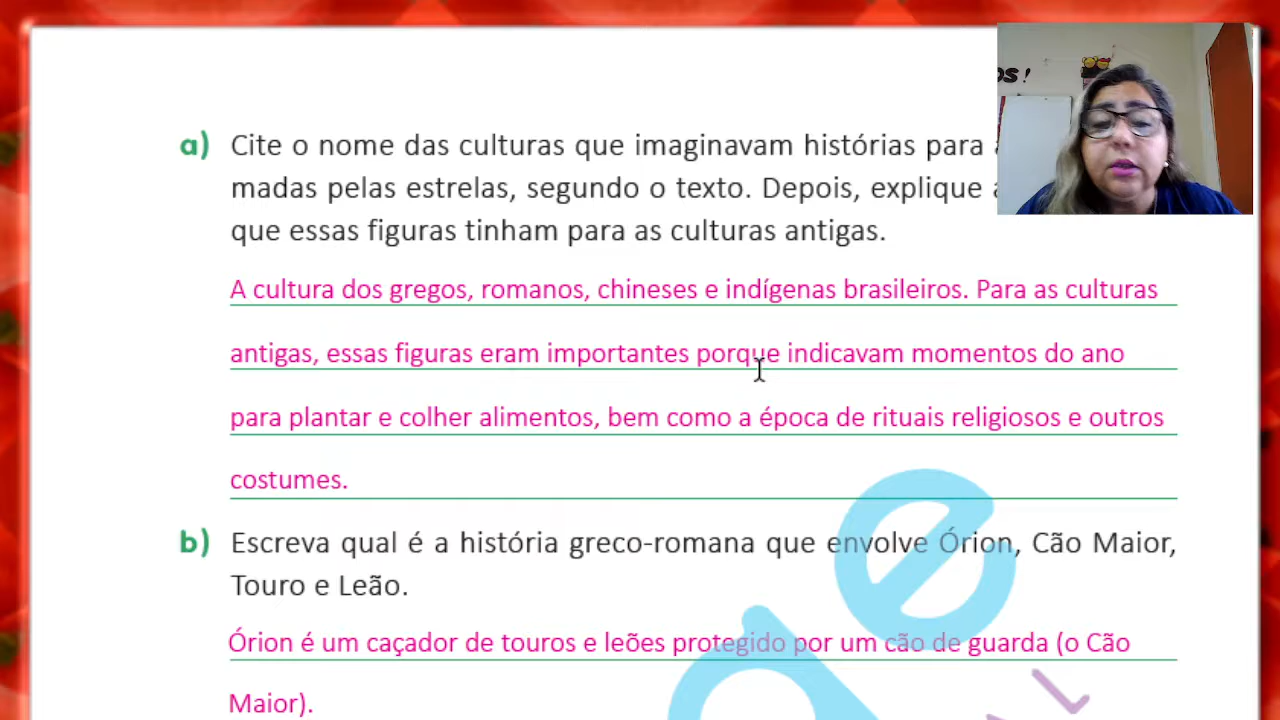 OS!
a) Cite o nome das culturas que imaginavam histórias para
madas pelas estrelas, segundo o texto. Depois, explique
que essas figuras tinham para as culturas antigas.
A cultura dos gregos, romanos, chineses e indígenas brasileiros. Para as culturas
antigas, essas figuras eram importantes porque indicavam momentos do ano
para plantar e colher alimentos, bem como a época de rituais religiosos e outros
costumes.
b) Escreva qual é a história greco-romana que envolve Órion, Cão Maior,
Touro e Leão.
Órion é um caçador de touros e leões protegido por um cão de guarda (o Cão
Maior).